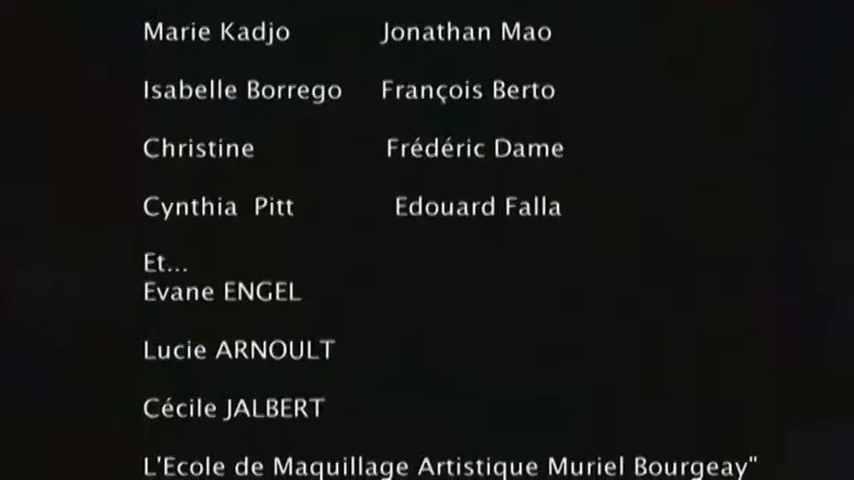 Marie Kadjo Jonathan Mao
Isabelle Borrego François Berto
Christine Frédéric Dame
Cynthia Pitt Edouard Falla
Et...
Evane ENGEL
Lucie ARNOULT
Cécile JALBERT
L'Ecole de Maquillage Artistique Muriel Bourgeay"